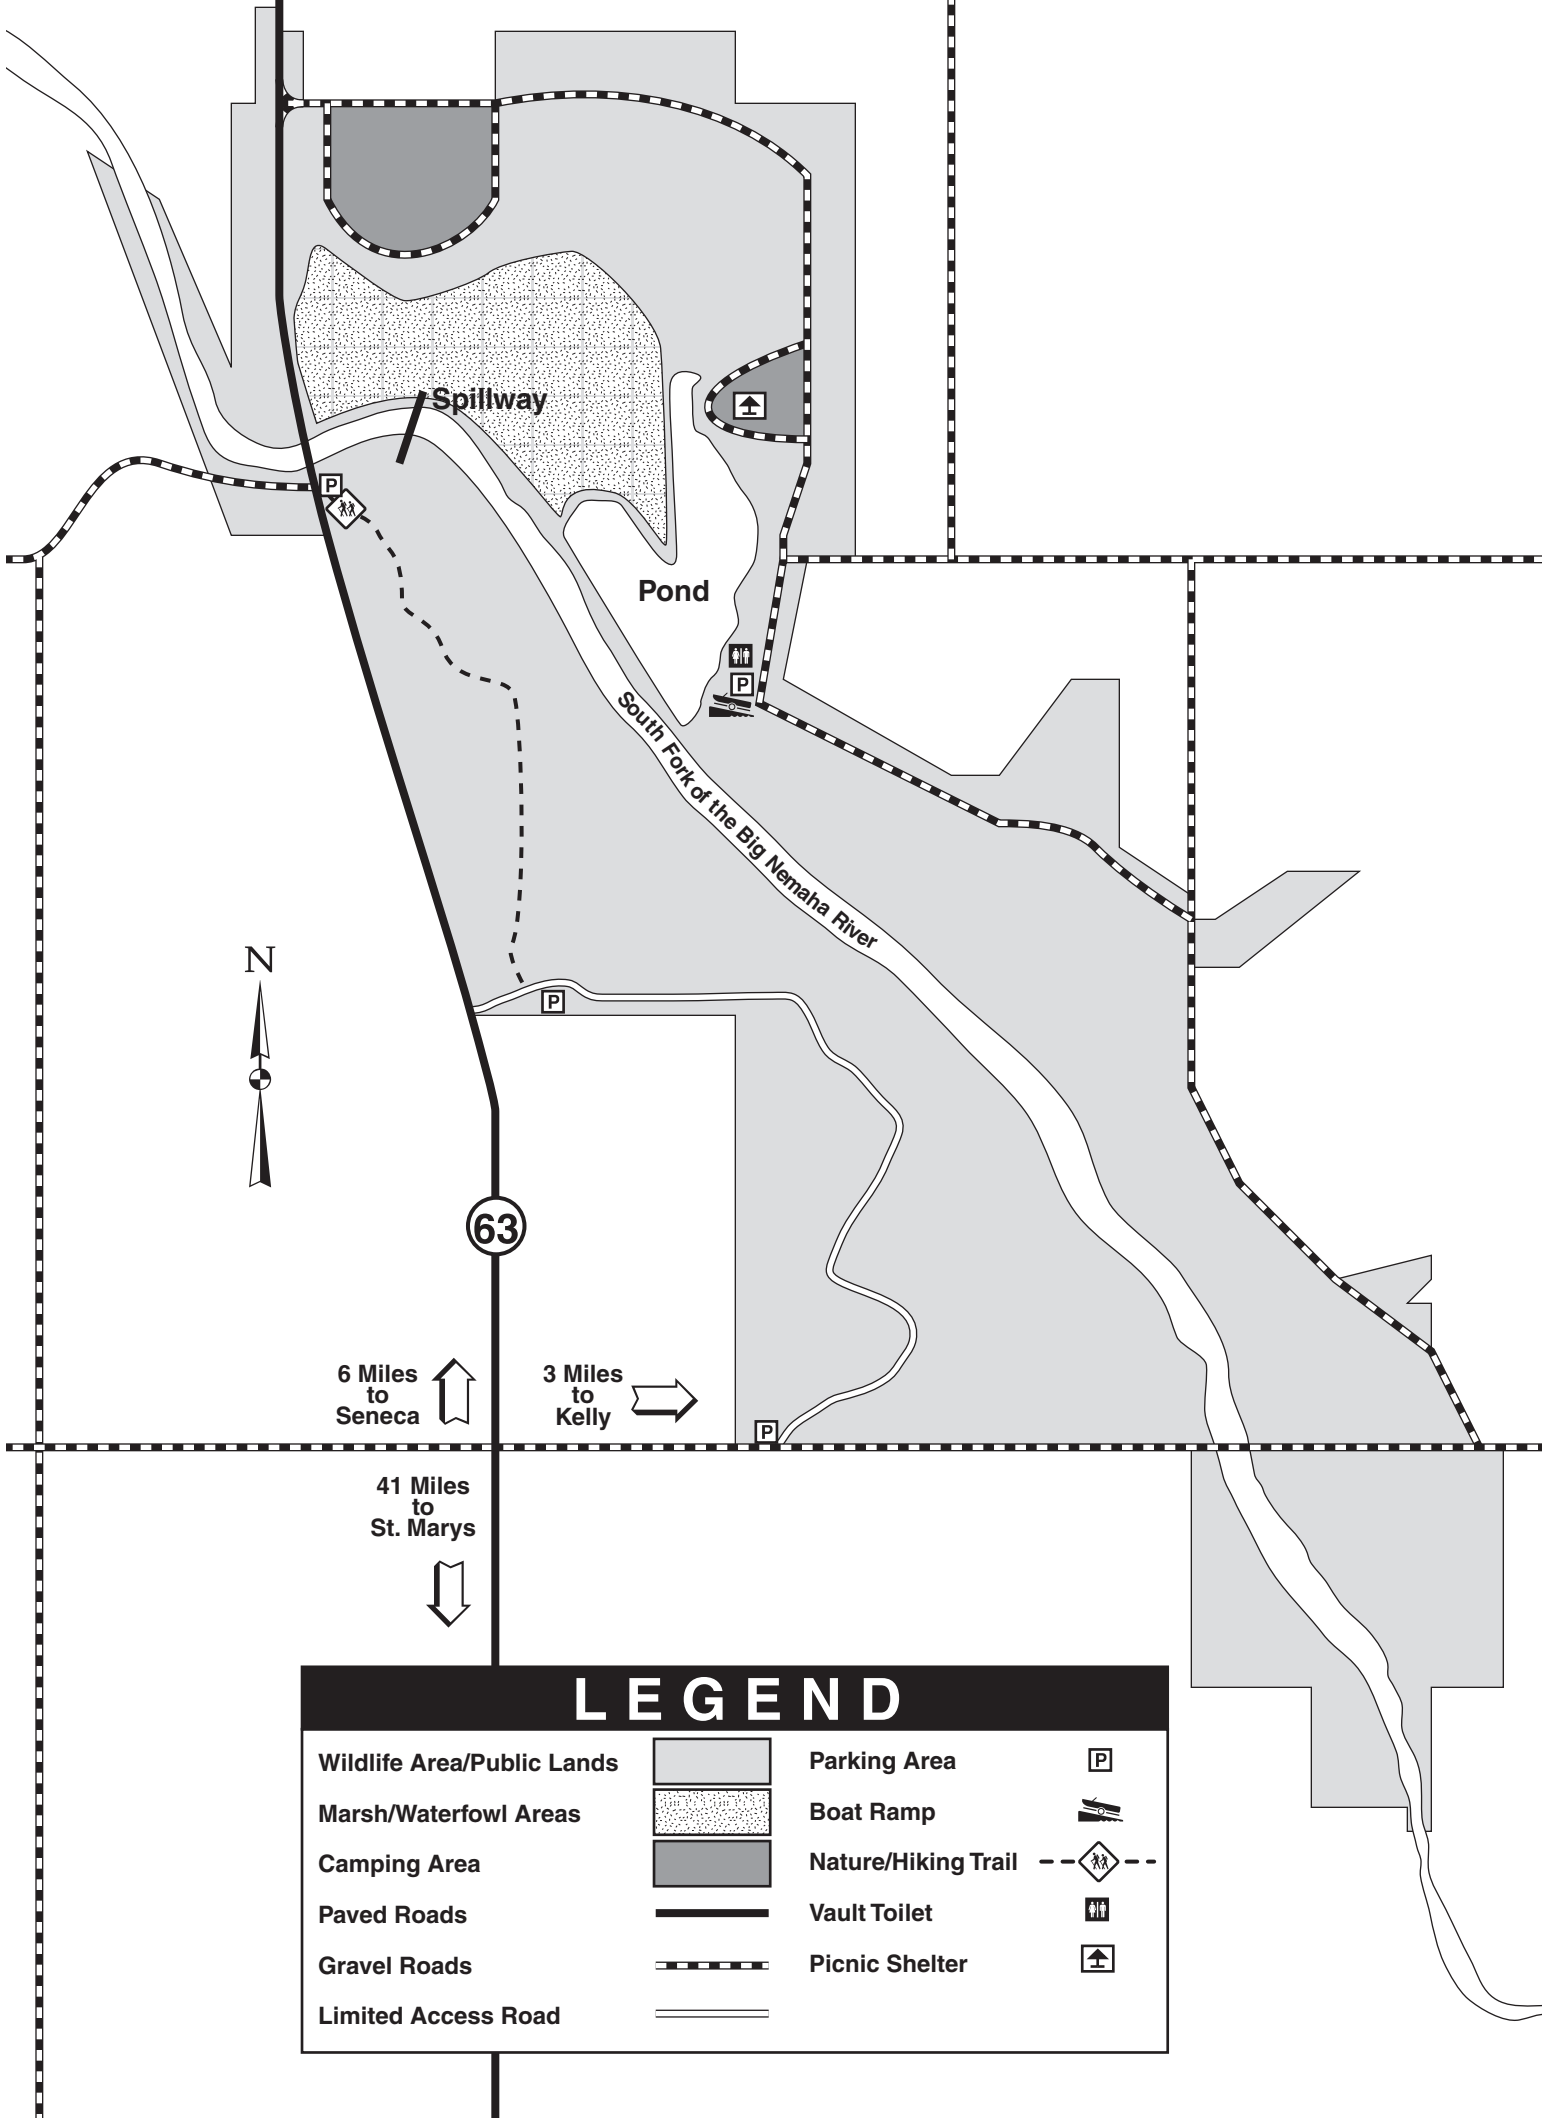 Spillway
P
Pond
P
South Fork of the Big Nemaha River
N
P
63
6 Miles
to
Seneca
3 Miles
to
Kelly
P
41 Miles
to
St. Marys
LEGEND
Wildlife Area/Public Lands
Marsh/Waterfowl Areas
Camping Area
Paved Roads
Gravel Roads
Limited Access Road
Parking Area P
Boat Ramp
Nature/Hiking Trail
Vault Toilet
Picnic Shelter